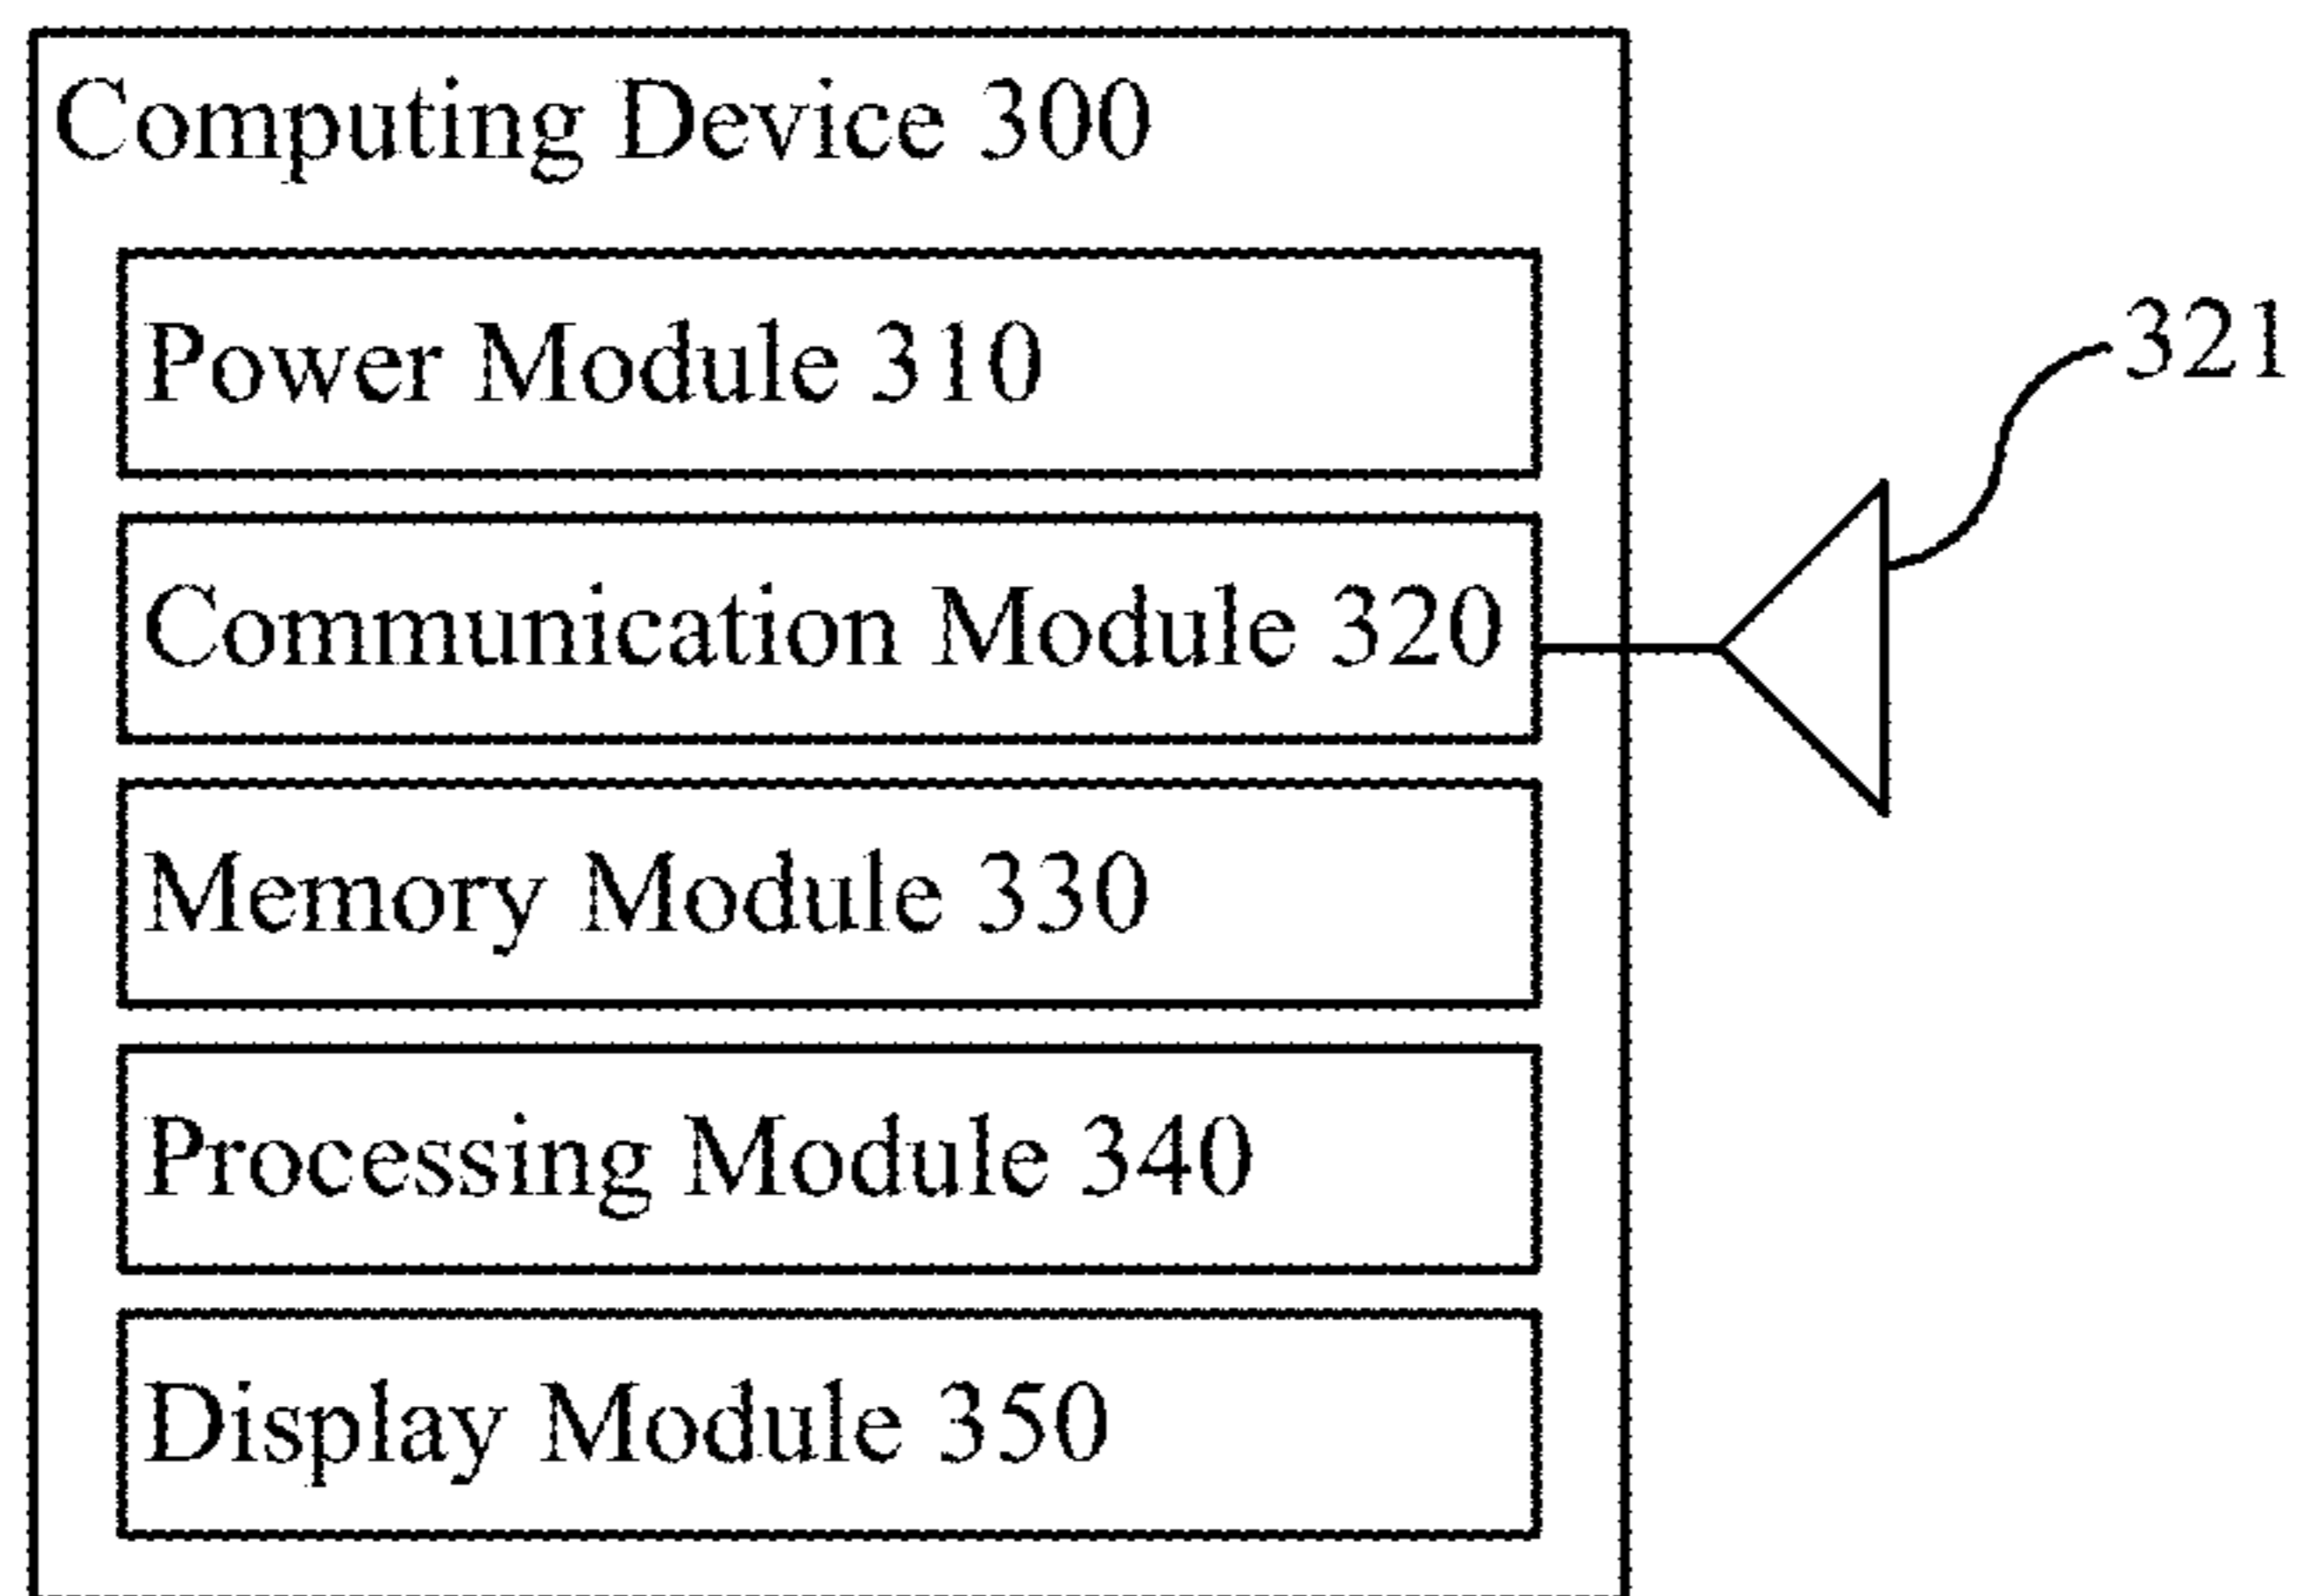 Computing Device 300
Power Module 310
321
Communication Module 320
Memory Module 330
Processing Module 340
Display Module 350